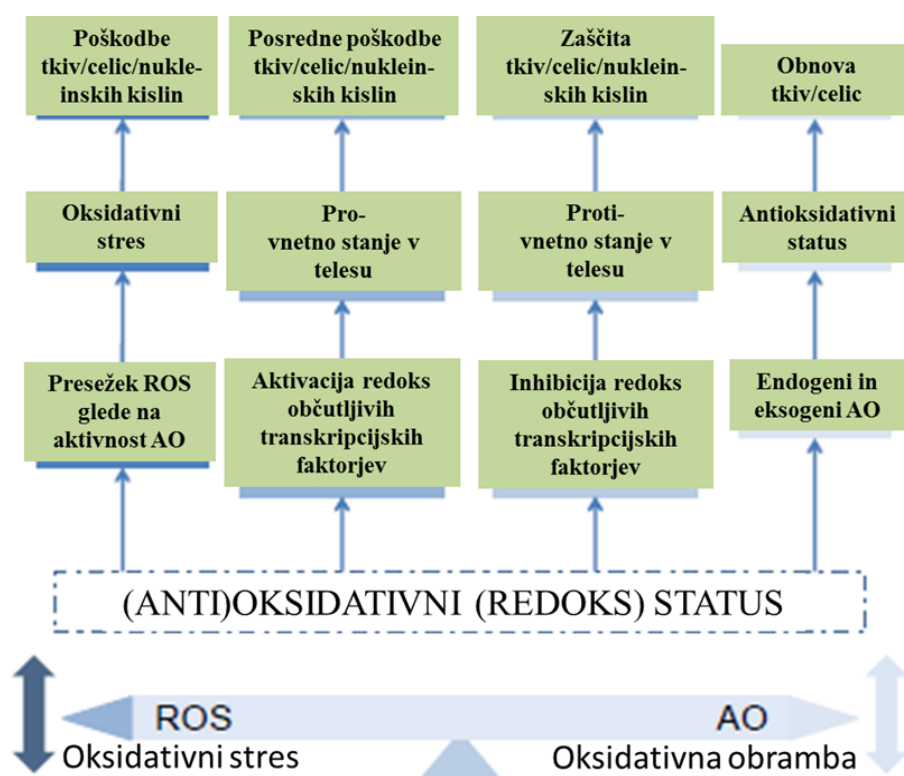 Poškodbe
tkiv/celic/nukle-
inskih kislin
Posredne poškodbe
tkiv/celic/nuklein-
skih kislin
Zaščita
tkiv/celic/nuklein-
skih kislin
Obnova
tkiv/celic
Oksidativni
stres
Pro-
vnetno stanje v
telesu
Proti-
vnetno stanje v
telesu
Antioksidativni
status
Presežek ROS
glede na
aktivnost AO
Aktivacija redoks
občutljivih
transkripcijskih
faktorjev
Inhibicija redoks
občutljivih
transkripcijskih
faktorjev
Endogeni in
eksogeni AO
(ANTI)OKSIDATIVNI (REDOKS) STATUS
ROS
AO
Oksidativni stres
Oksidativna obramba